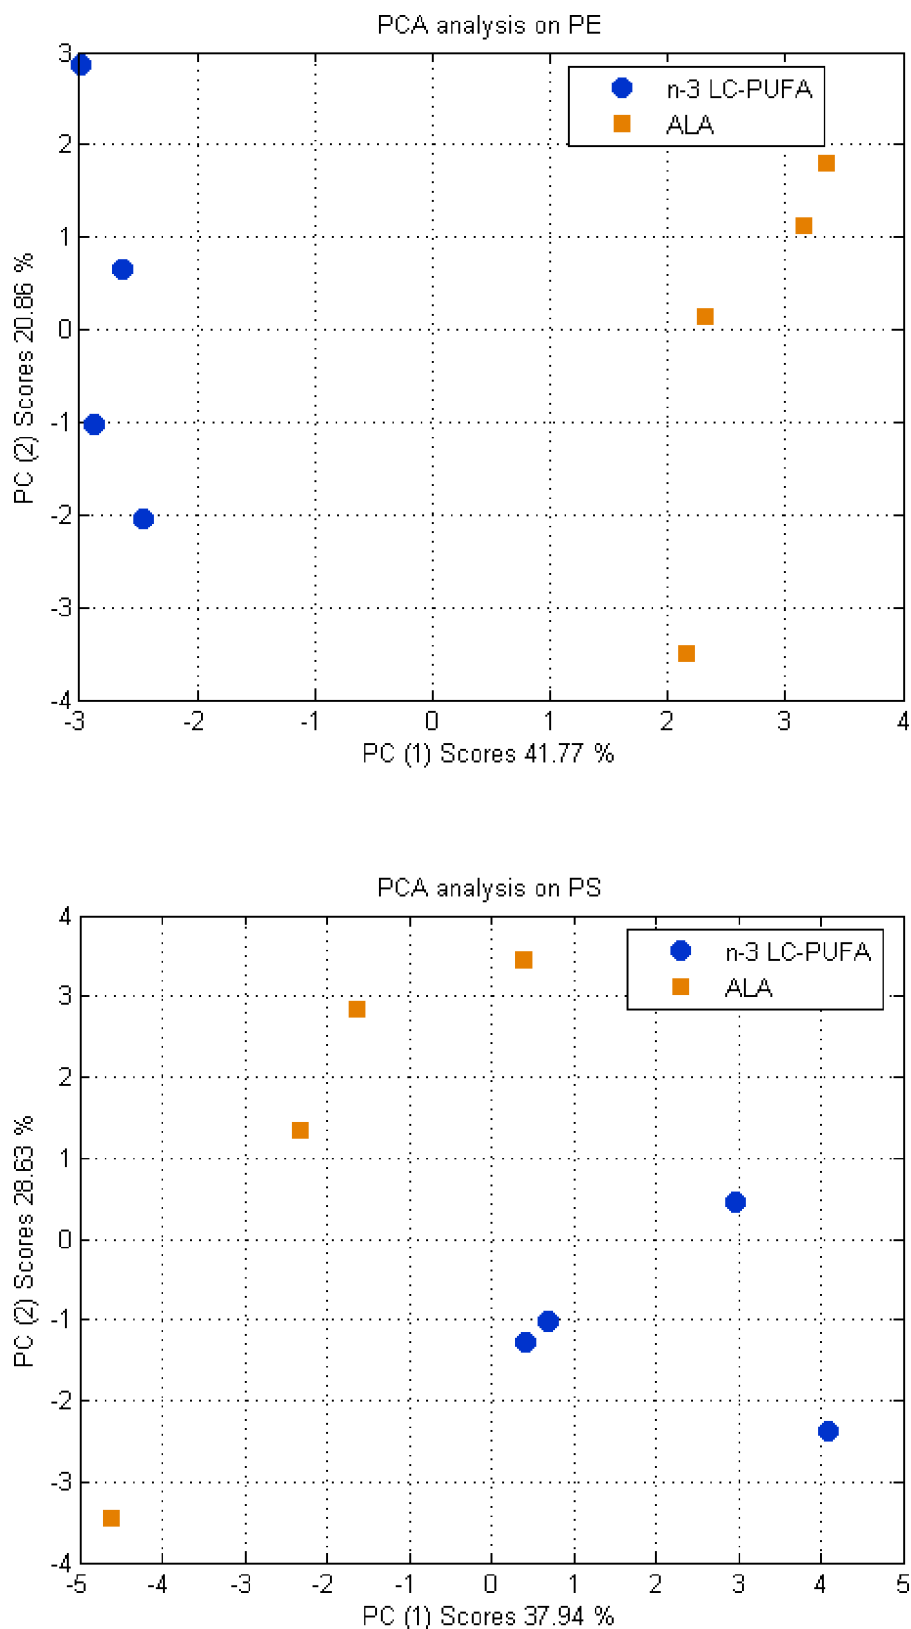 PCA analysis on PE
n-3 LC-PUFA
ALA
3
2
1
0
-1
-2
-3
-4
PC (2) Scores 20.86 %
-3 -2 -1 0 1 2 3 4
PC (1) Scores 41.77 %
PCA analysis on PS
n-3 LC-PUFA
ALA
4
3
2
1
0
-1
-2
-3
-4
PC (2) Scores 28.63 %
-5 -4 -3 -2 -1 0 1 2 3 4 5
PC (1) Scores 37.94 %